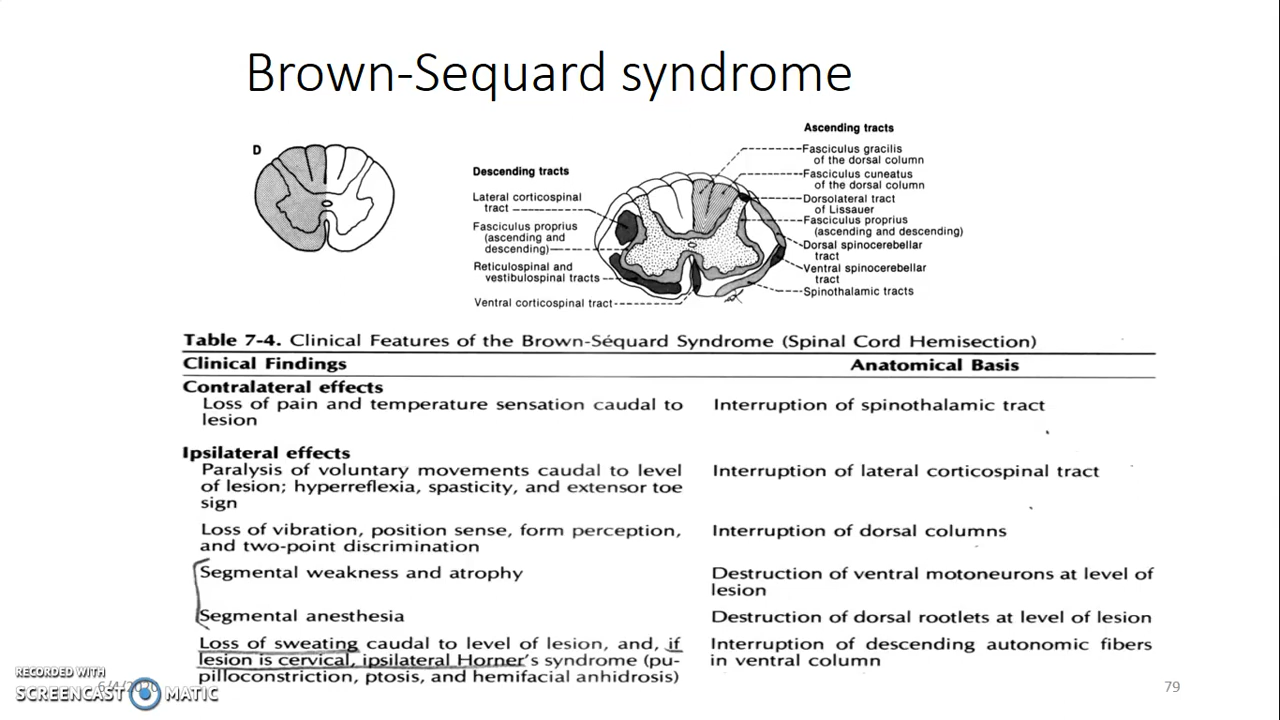 Brown-Sequard syndrome
D
Descending tracts
Lateral corticospinal
tract
Fasciculus proprius
(ascending and
descending)
Reticulospinal and
vestibulospinal tracts
Ventral corticospinal tract
Ascending tracts
Fasciculus gracilis
of the dorsal column
Fasciculus cuneatus
of the dorsal column
Dorsolateral tract
of Lissauer
Fasciculus proprius
(ascending and descending)
Dorsal spinocerebellar
tract
Ventral spinocerebellar
tract
Spinothalamic tracts
Table 7-4. Clinical Features of the Brown-Séquard Syndrome (Spinal Cord Hemisection)
Clinical Findings Anatomical Basis
Contralateral effects
Loss of pain and temperature sensation caudal to Interruption of spinothalamic tract
lesion
Ipsilateral effects
Paralysis of voluntary movements caudal to level Interruption of lateral corticospinal tract
of lesion; hyperreflexia, spasticity, and extensor toe
sign
Loss of vibration, position sense, form perception, Interruption of dorsal columns
and two-point discrimination
Segmental weakness and atrophy Destruction of ventral motoneurons at level of
lesion
Segmental anesthesia Destruction of dorsal rootlets at level of lesion
Loss of sweating caudal to level of lesion, and, if Interruption of descending autonomic fibers
lesion is cervical, ipsilateral Horner's syndrome (pu- in ventral column
pilloconstriction, ptosis, and hemifacial anhidrosis)
RECORDED WITH
SCREENCAST MATIC
79